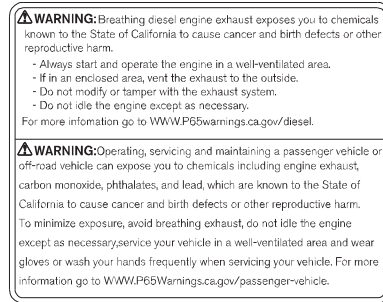 ⚠WARNING: Breathing diesel engine exhaust exposes you to chemicals
known to the State of California to cause cancer and birth defects or other
reproductive harm.
- Always start and operate the engine in a well-ventilated area.
- If in an enclosed area, vent the exhaust to the outside.
- Do not modify or tamper with the exhaust system.
- Do not idle the engine except as necessary.
For more infomation go to WWW.P65warnings.ca.gov/diesel.
⚠WARNING:Operating, servicing and maintaining a passenger vehicle or
off-road vehicle can expose you to chemicals including engine exhaust,
carbon monoxide, phthalates, and lead, which are known to the State of
California to cause cancer and birth defects or other reproductive harm.
To minimize exposure, avoid breathing exhaust, do not idle the engine
except as necessary,service your vehicle in a well-ventilated area and wear
gloves or wash your hands frequently when servicing your vehicle. For more
information go to WWW.P65Warnings.ca.gov/passenger-vehicle.